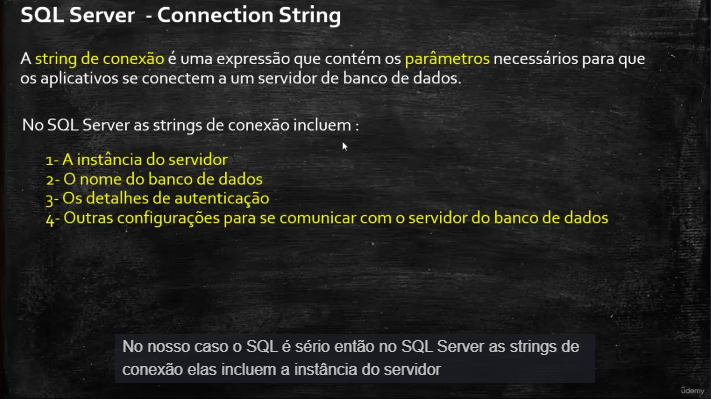 SQL Server - Connection String
A string de conexão é uma expressão que contém os parâmetros necessários para que
os aplicativos se conectem a um servidor de banco de dados.
No SQL Server as strings de conexão incluem :
1- A instância do servidor
2- O nome do banco de dados
3- Os detalhes de autenticação
4- Outras configurações para se comunicar com o servidor do banco de dados
No nosso caso o SQL é sério então no SQL Server as strings de
conexão elas incluem a instância do servidor
ûdemy